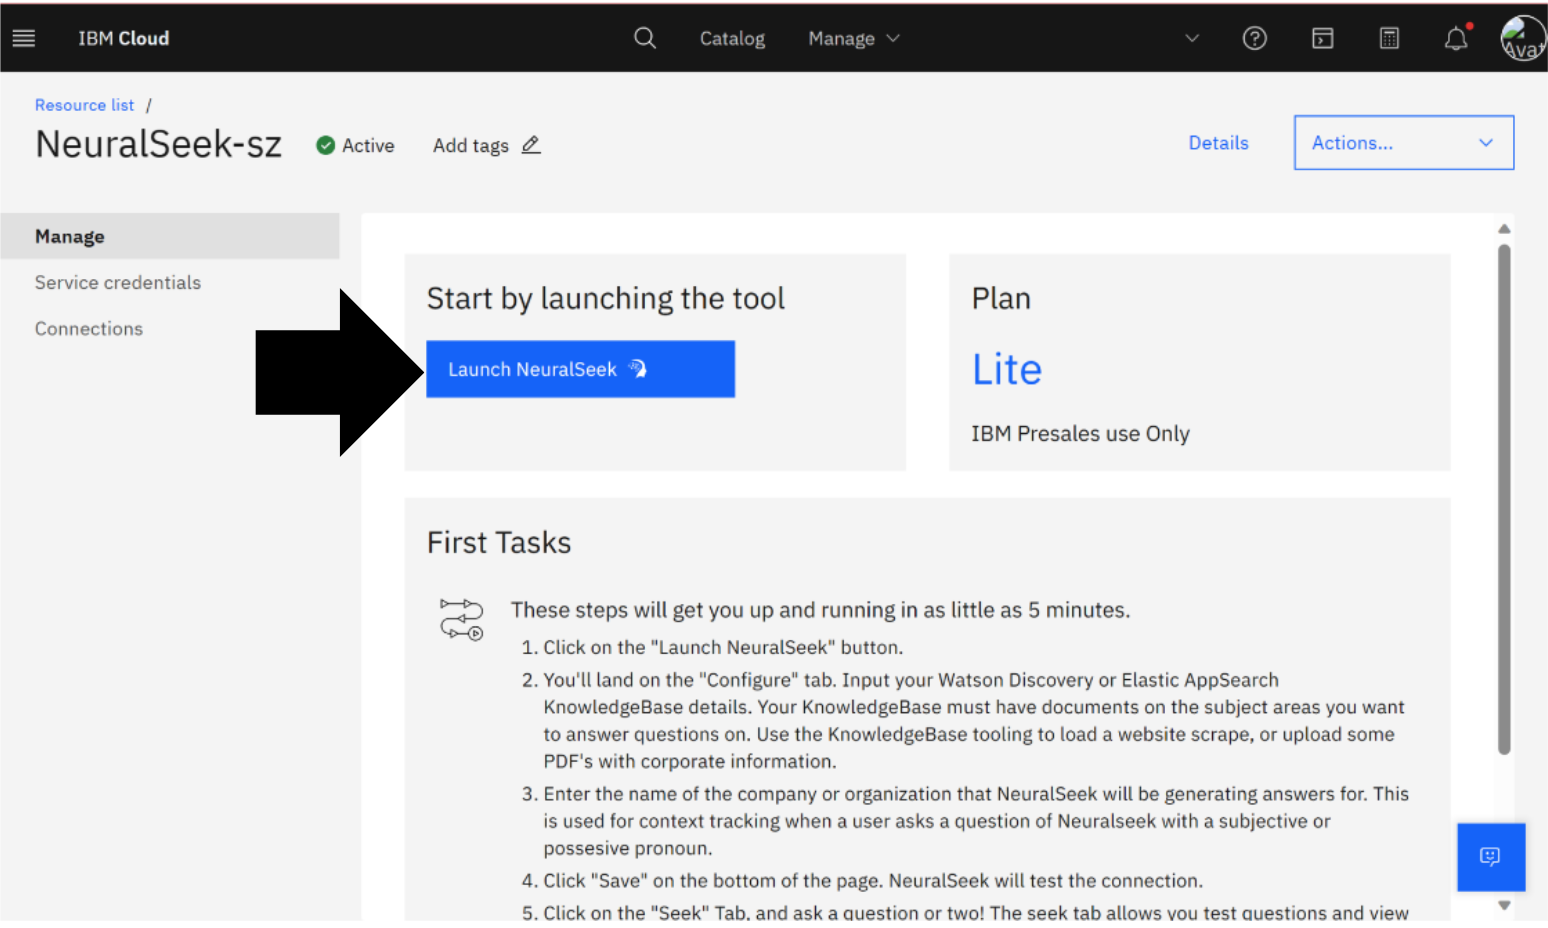 IBM Cloud
Catalog
Manage
Avat
Resource list /
NeuralSeek-sz
Active
Add tags
Details
Actions...
Manage
Service credentials
Connections
Start by launching the tool
Launch NeuralSeek
Plan
Lite
IBM Presales use Only
First Tasks
These steps will get you up and running in as little as 5 minutes.
1. Click on the "Launch NeuralSeek" button.
2. You'll land on the "Configure" tab. Input your Watson Discovery or Elastic AppSearch
KnowledgeBase details. Your KnowledgeBase must have documents on the subject areas you want
to answer questions on. Use the KnowledgeBase tooling to load a website scrape, or upload some
PDF's with corporate information.
3. Enter the name of the company or organization that NeuralSeek will be generating answers for. This
is used for context tracking when a user asks a question of Neuralseek with a subjective or
possesive pronoun.
4. Click "Save" on the bottom of the page. NeuralSeek will test the connection.
5. Click on the "Seek" Tab, and ask a question or two! The seek tab allows you test questions and view